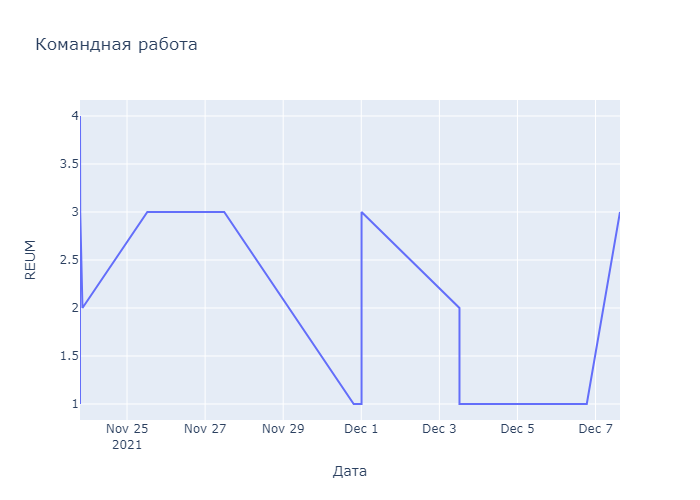 Командная работа
REUM
4
3.5
3
2.5
2
1.5
1
Nov 25
2021
Nov 27
Nov 29
Dec 1
Dec 3
Dec 5
Dec 7
Дата